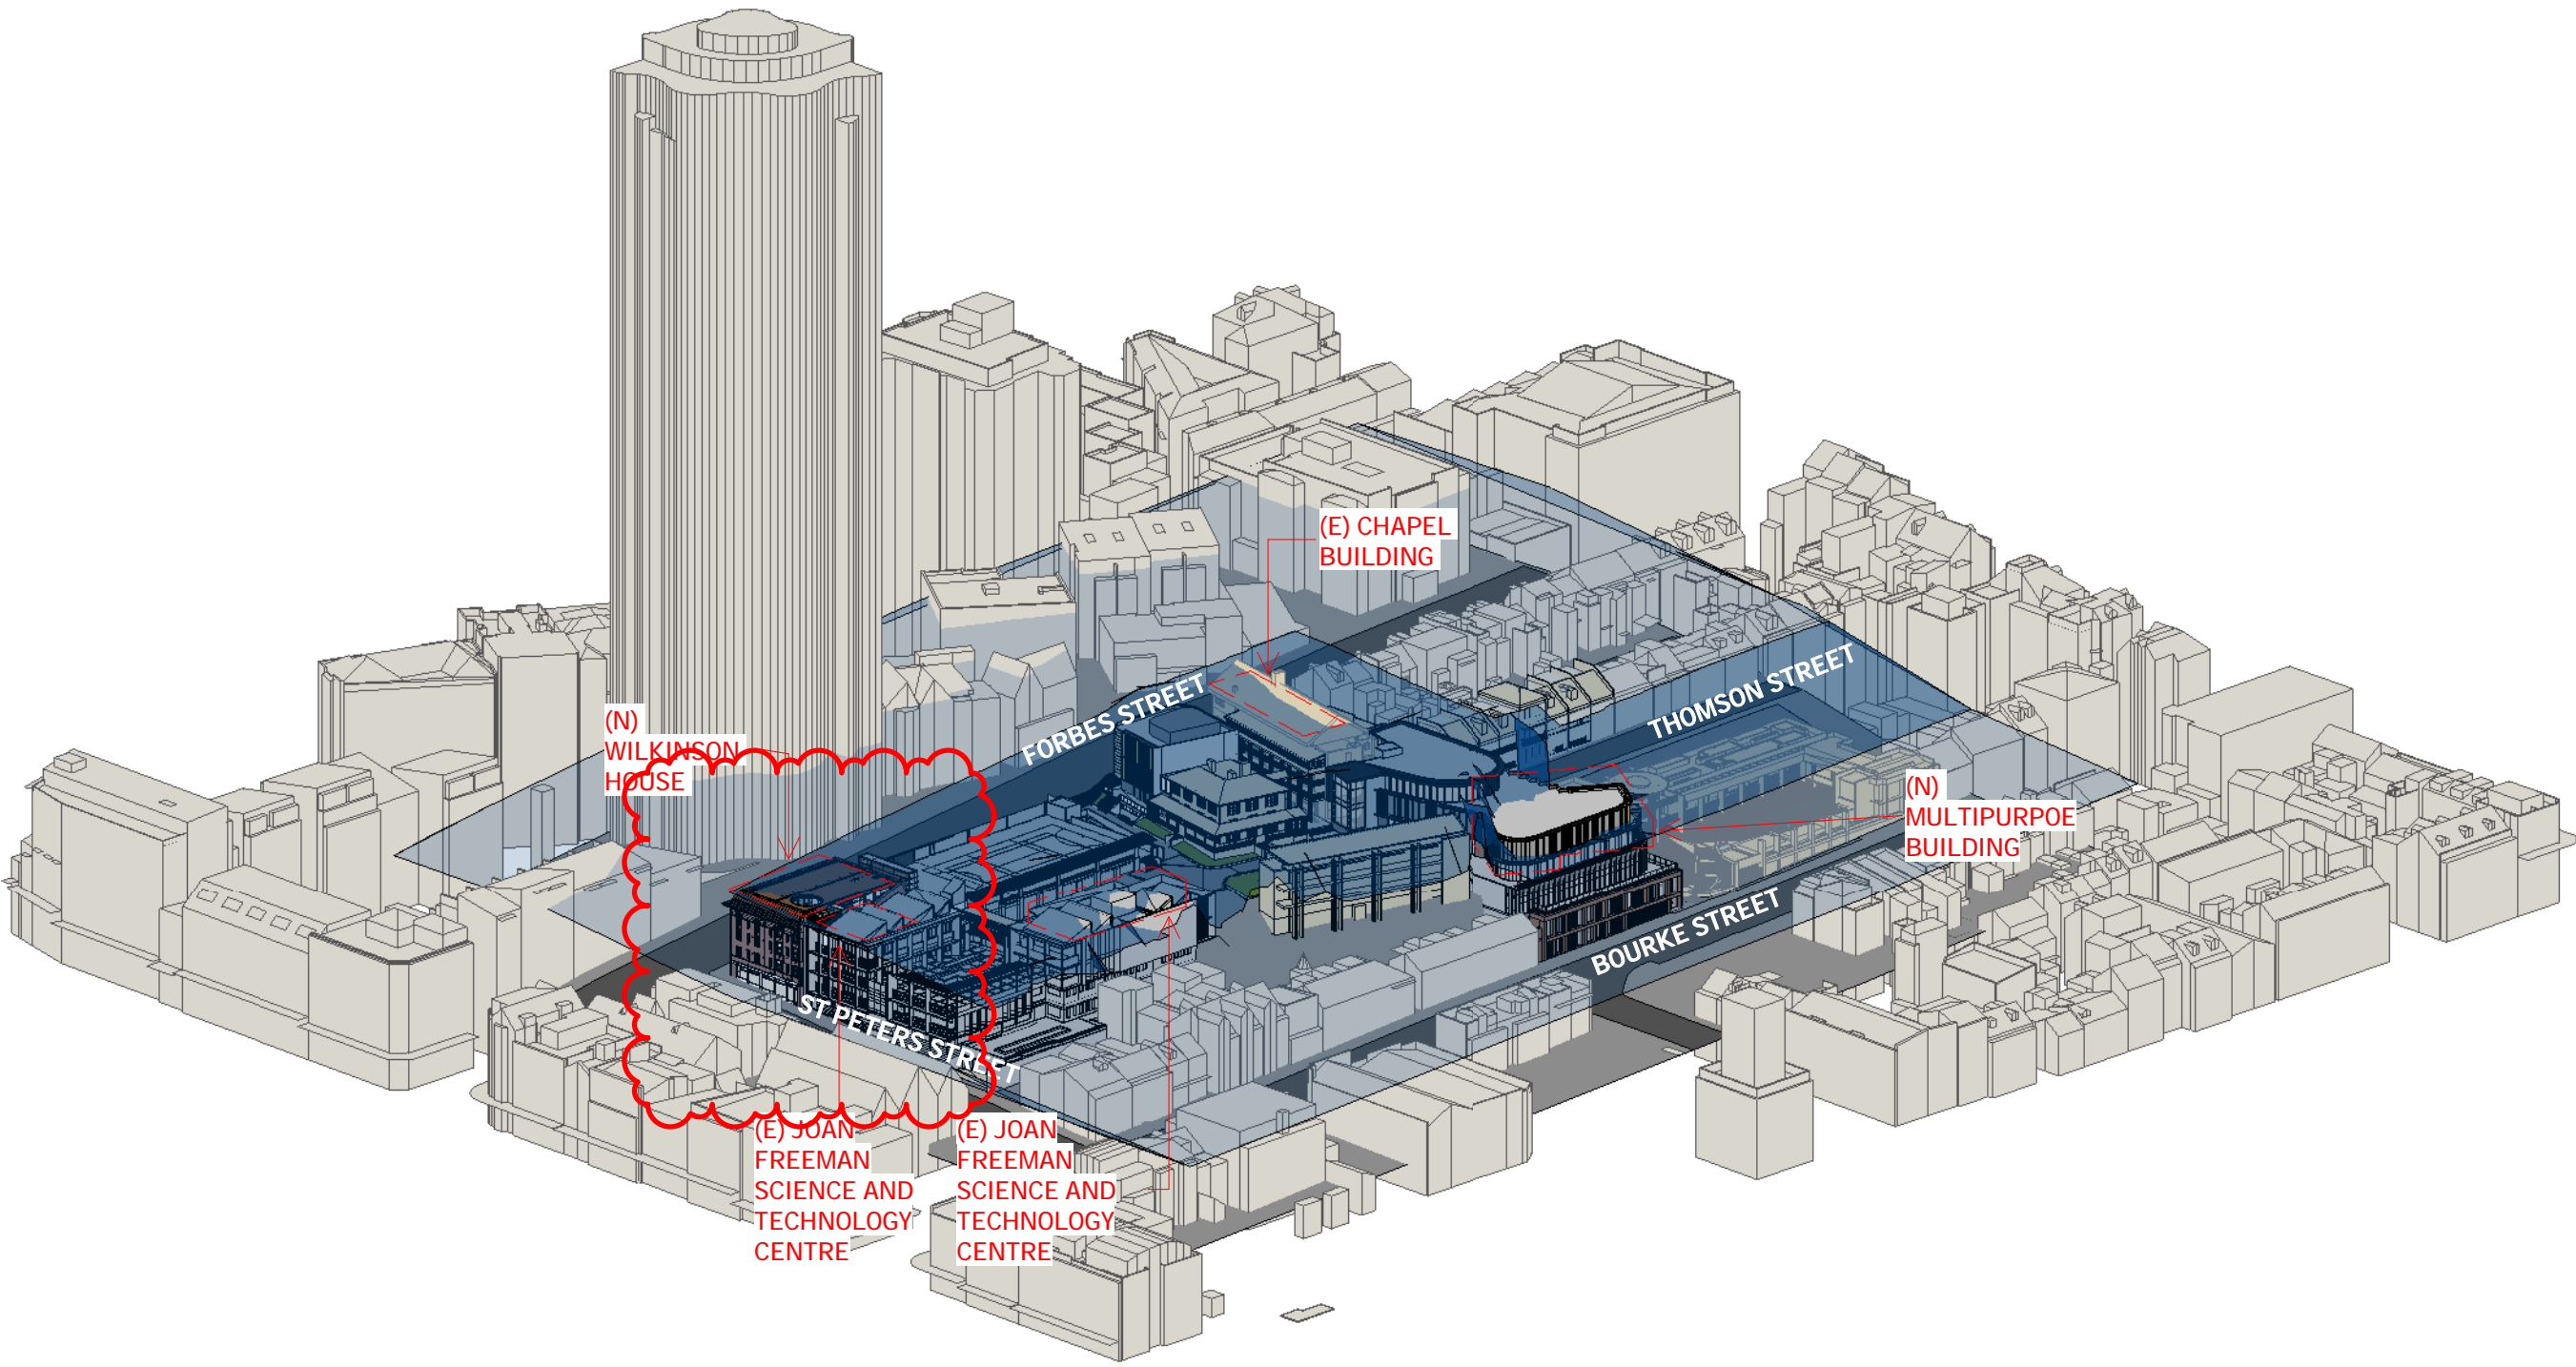 (E) CHAPEL
BUILDING
FORBES STREET
THOMSON STREET
(N)
WILKINSON
HOUSE
(N)
MULTIPURPOE
BUILDING
BOURKE STREET
ST PETERS STREET
(E) JOAN
FREEMAN
SCIENCE AND
TECHNOLOGY
CENTRE
(E) JOAN
FREEMAN
SCIENCE AND
TECHNOLOGY
CENTRE